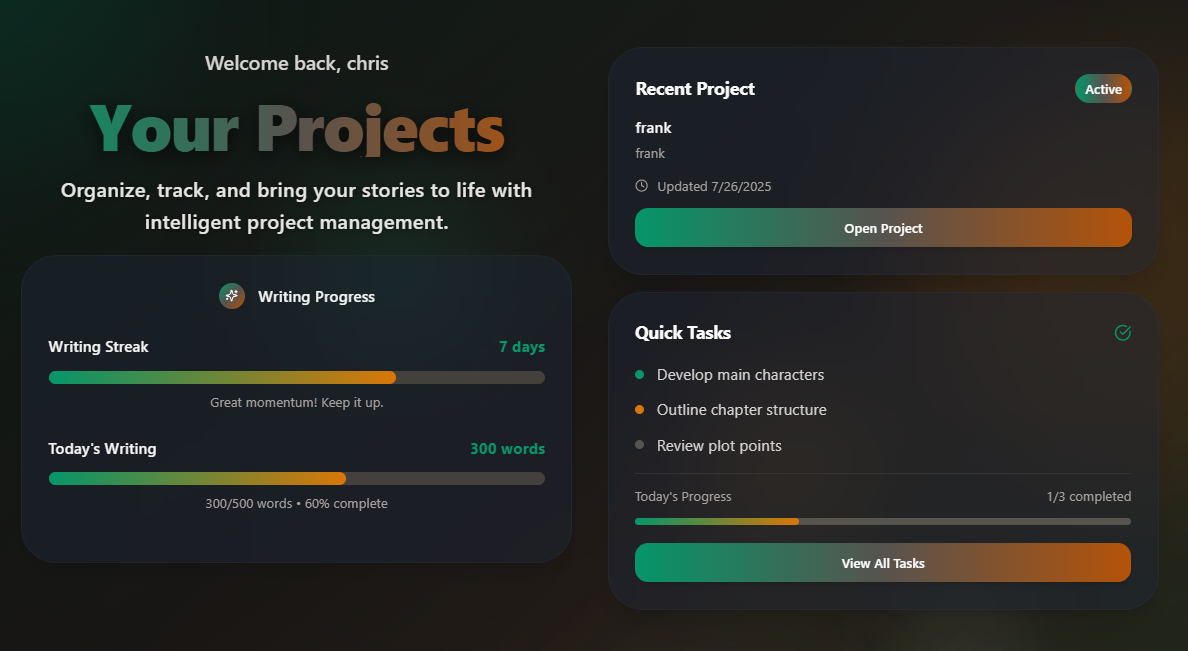 Welcome back, chris
Your Projects
Organize, track, and bring your stories to life with
intelligent project management.
Writing Progress
Writing Streak
7 days
Great momentum! Keep it up.
Today's Writing
300 words
300/500 words • 60% complete
Recent Project
Active
frank
frank
Updated 7/26/2025
Open Project
Quick Tasks
Develop main characters
Outline chapter structure
Review plot points
Today's Progress
1/3 completed
View All Tasks